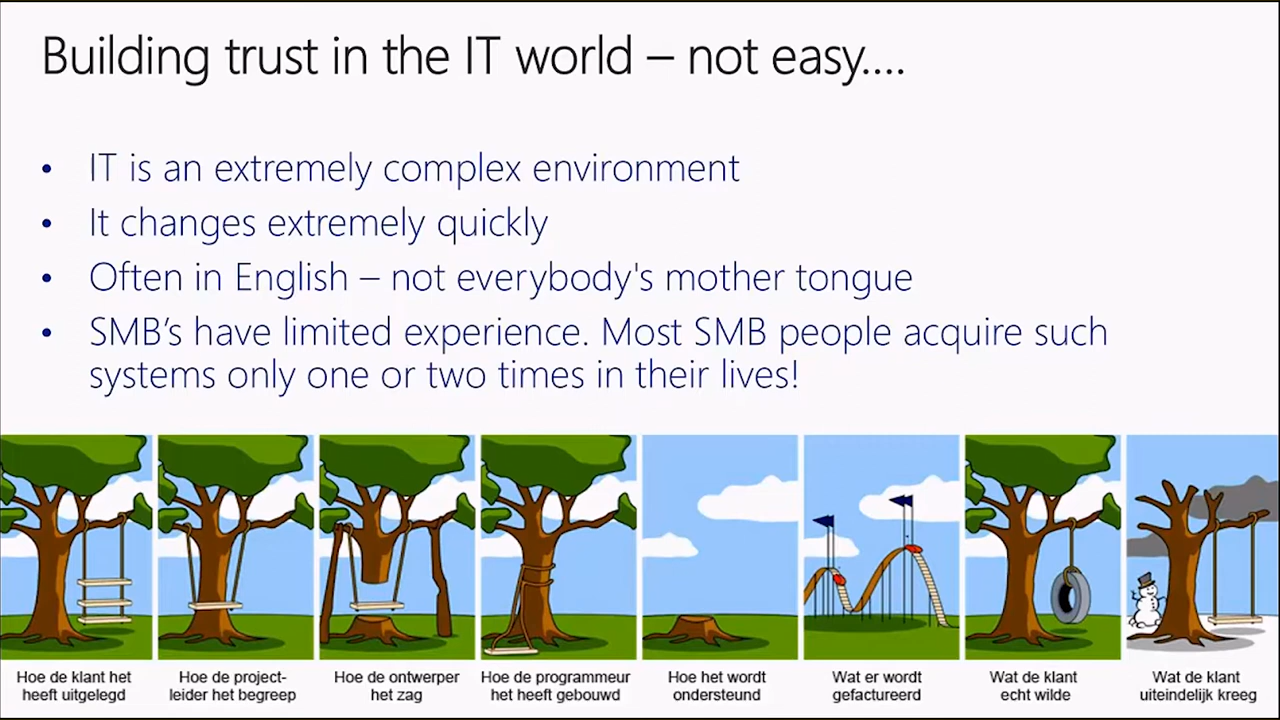 Building trust in the IT world – not easy....
• IT is an extremely complex environment
• It changes extremely quickly
• Often in English – not everybody's mother tongue
• SMB’s have limited experience. Most SMB people acquire such
systems only one or two times in their lives!
Hoe de klant het
heeft uitgelegd
Hoe de project-
leider het begreep
Hoe de ontwerper
het zag
Hoe de programmeur
het heeft gebouwd
Hoe het wordt
ondersteund
Wat er wordt
gefactureerd
Wat de klant
echt wilde
Wat de klant
uiteindelijk kreeg